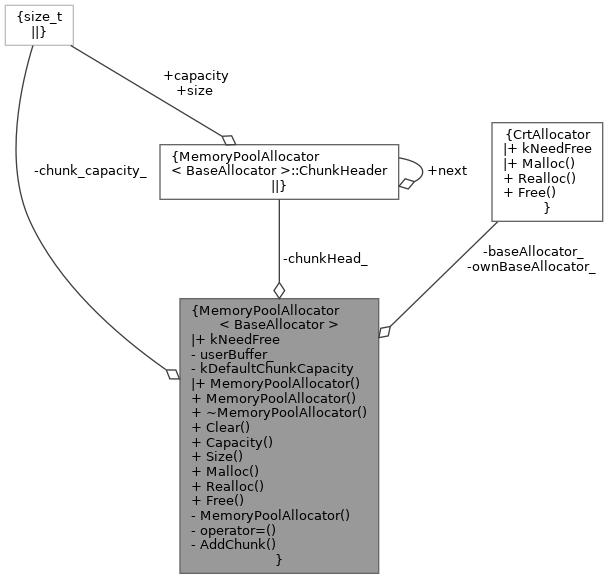 {size_t
||}
+capacity
+size
{CrtAllocator
|+ kNeedFree
|+ Malloc()
+ Realloc()
+ Free()
}
-chunk_capacity_
{MemoryPoolAllocator
< BaseAllocator >::ChunkHeader
||}
+next
-chunkHead_
-baseAllocator_
-ownBaseAllocator_
{MemoryPoolAllocator
< BaseAllocator >
|+ kNeedFree
- userBuffer_
- kDefaultChunkCapacity
|+ MemoryPoolAllocator()
+ MemoryPoolAllocator()
+ ~MemoryPoolAllocator()
+ Clear()
+ Capacity()
+ Size()
+ Malloc()
+ Realloc()
+ Free()
- MemoryPoolAllocator()
- operator=()
- AddChunk()
}